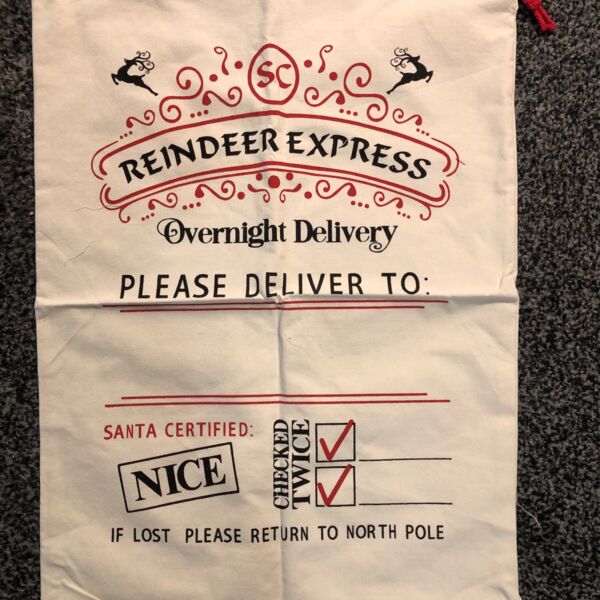 SC
REINDEER EXPRESS
Overnight Delivery
PLEASE DELIVER TO:
SANTA CERTIFIED:
NICE
CHECKED
TWICE
IF LOST PLEASE RETURN TO NORTH POLE